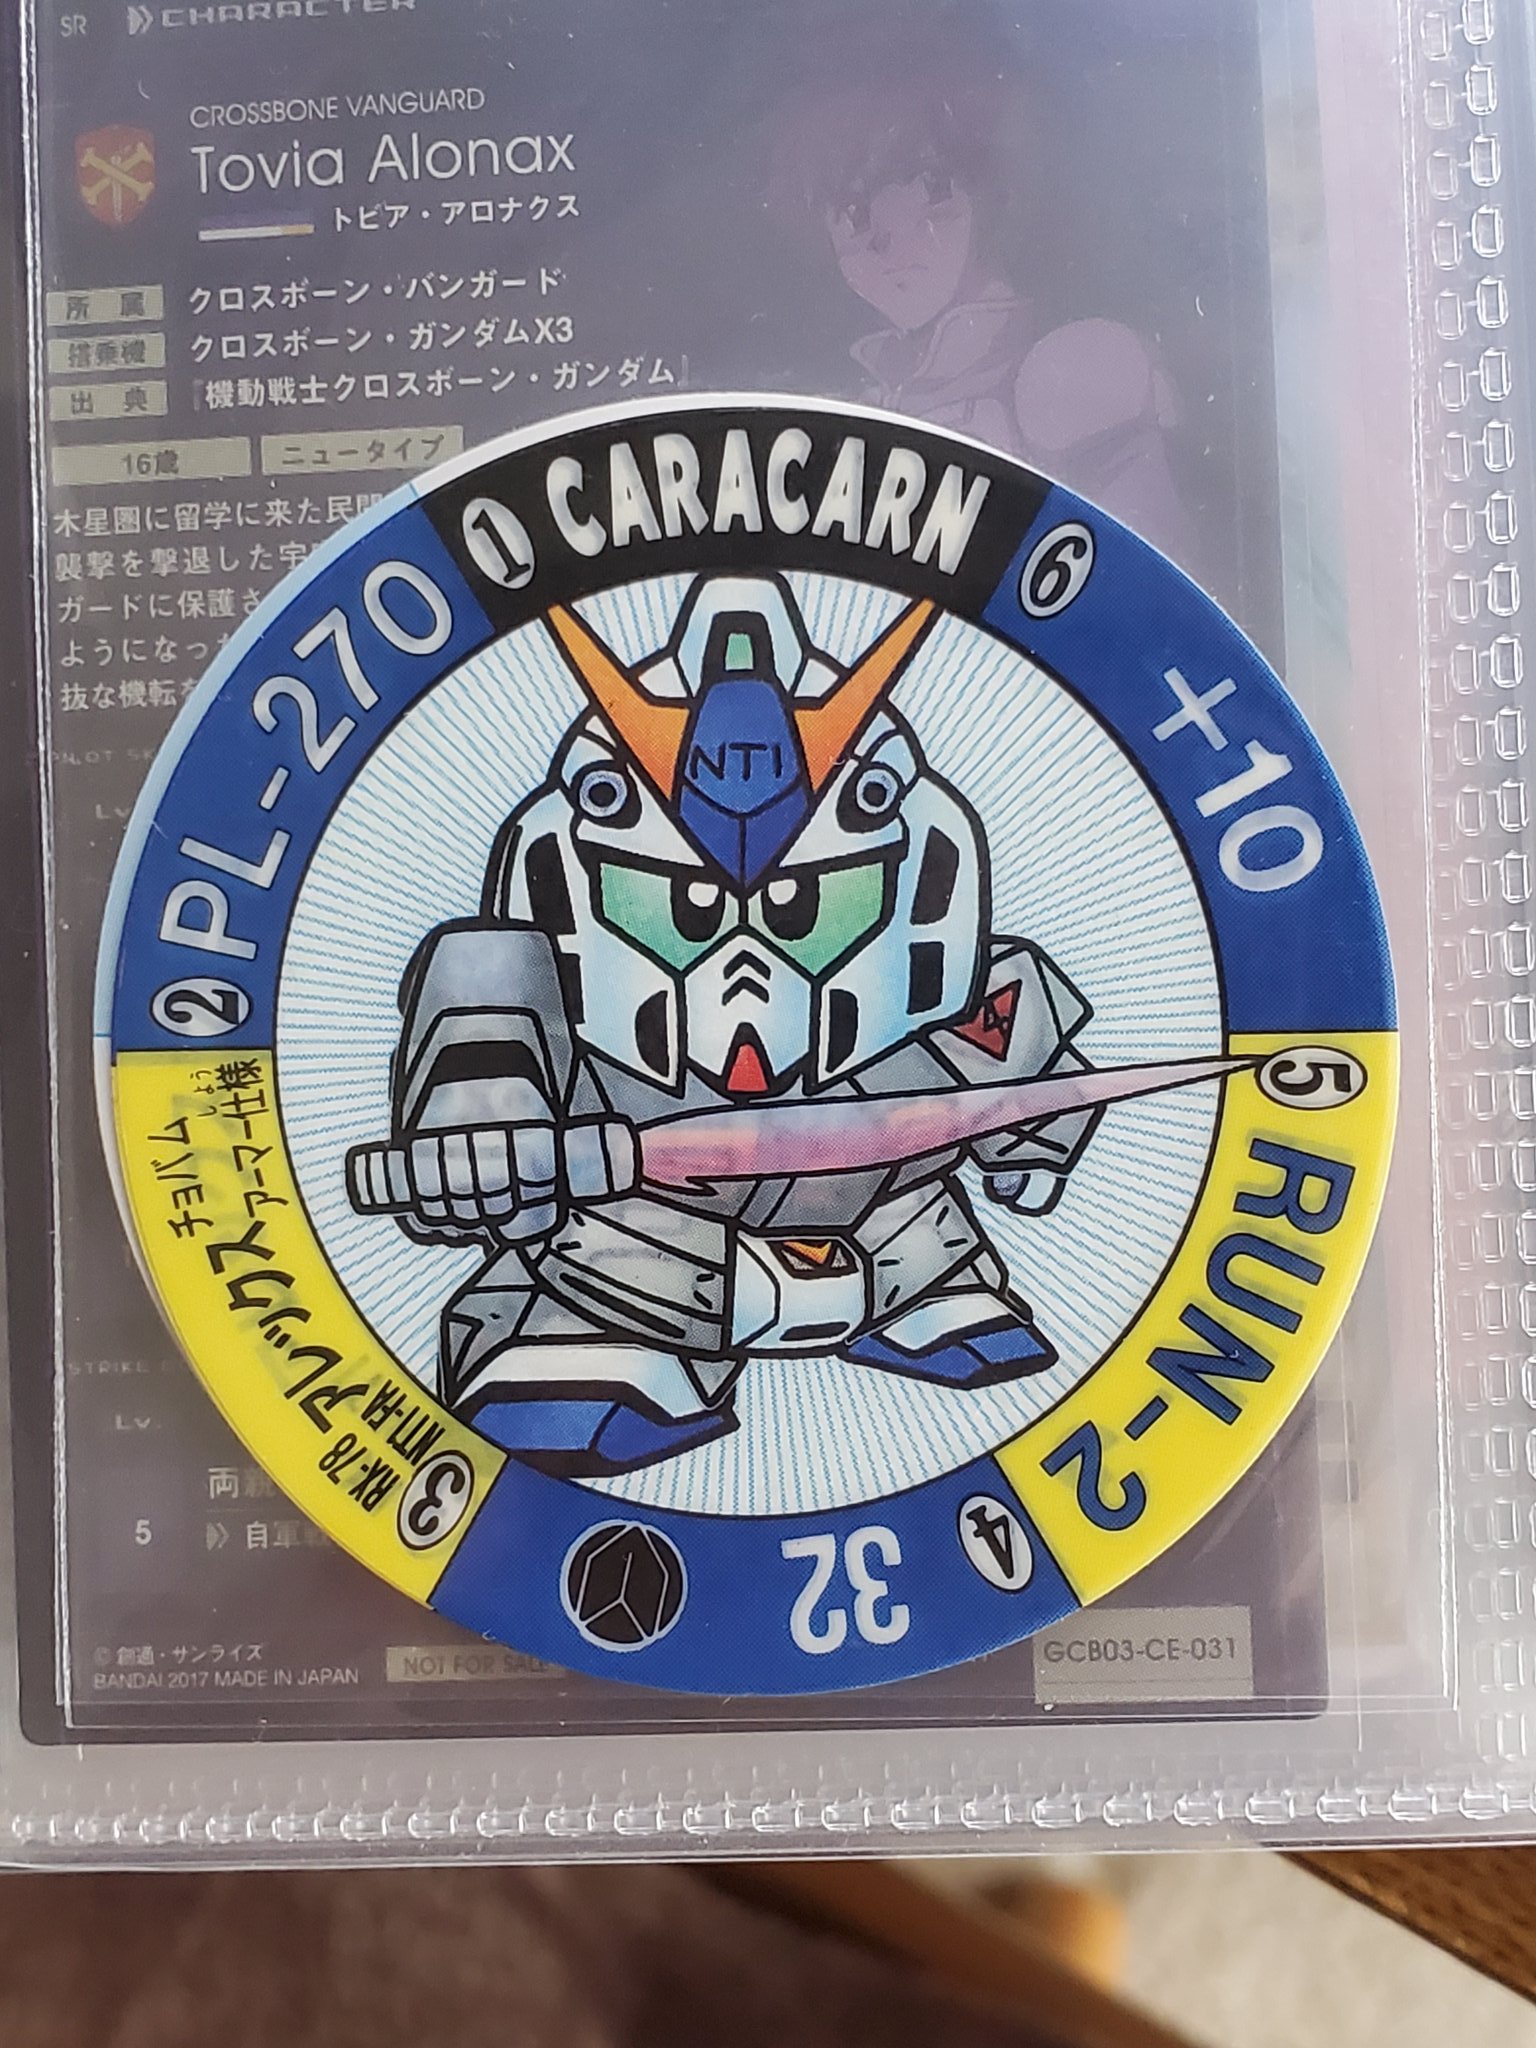 SR
CHARACTER
CROSSBONE VANGUARD
Tovia Alonax
トビア・アロナクス
所属
クロスボーン・バンガード
搭乗機
クロスボーン・ガンダムX3
出典
『機動戦士クロスボーン・ガンダム』
16歳
ニュータイプ
木星圏に留学に来た民間
襲撃を撃退した宇
ガードに保護さ
ようになった
抜な機転を
Lv.
Lv.
5
自軍
© 創通・サンライズ
BANDAI 2017 MADE IN JAPAN
NOT FOR SALE
GCB03-CE-031
① CARACARN
② PL-270
③ RX-78 NT1-FA
アレックス
チョバム
アーマー仕様
しよう
④ 32
⑤ RUN-2
⑥ +10
NT1